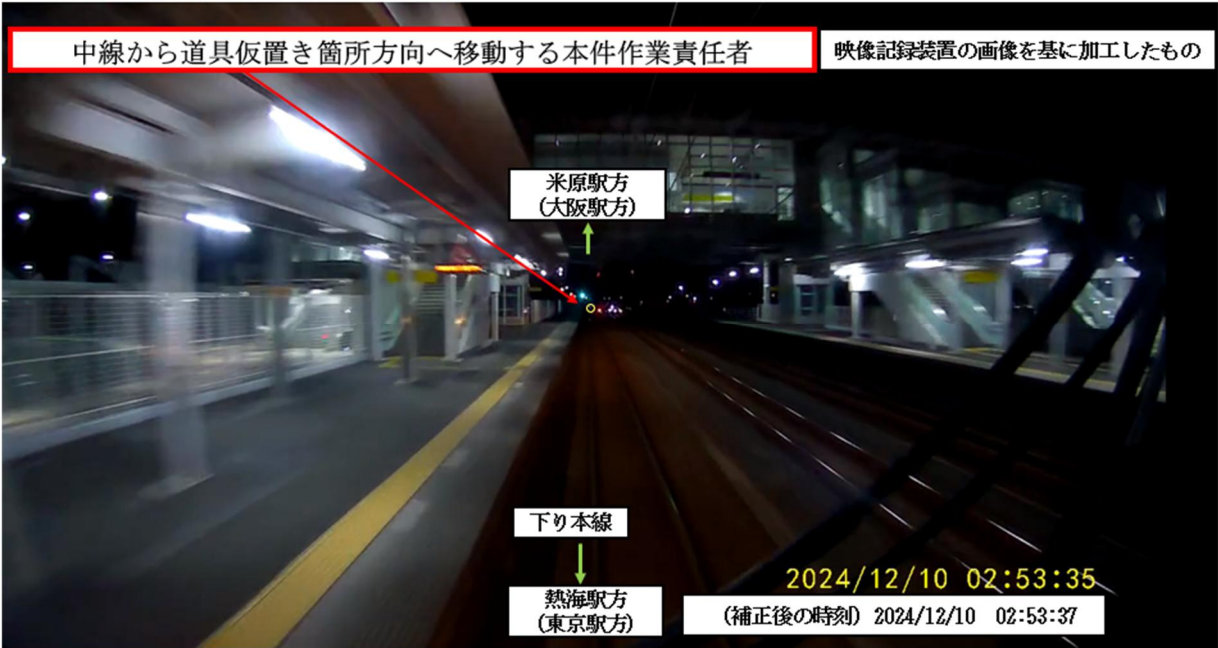 中線から道具仮置き箇所方向へ移動する本件作業責任者
映像記録装置の画像を基に加工したもの
米原駅方
（大阪駅方）
下り本線
熱海駅方
（東京駅方）
2024/12/10 02:53:35
（補正後の時刻） 2024/12/10 02:53:37